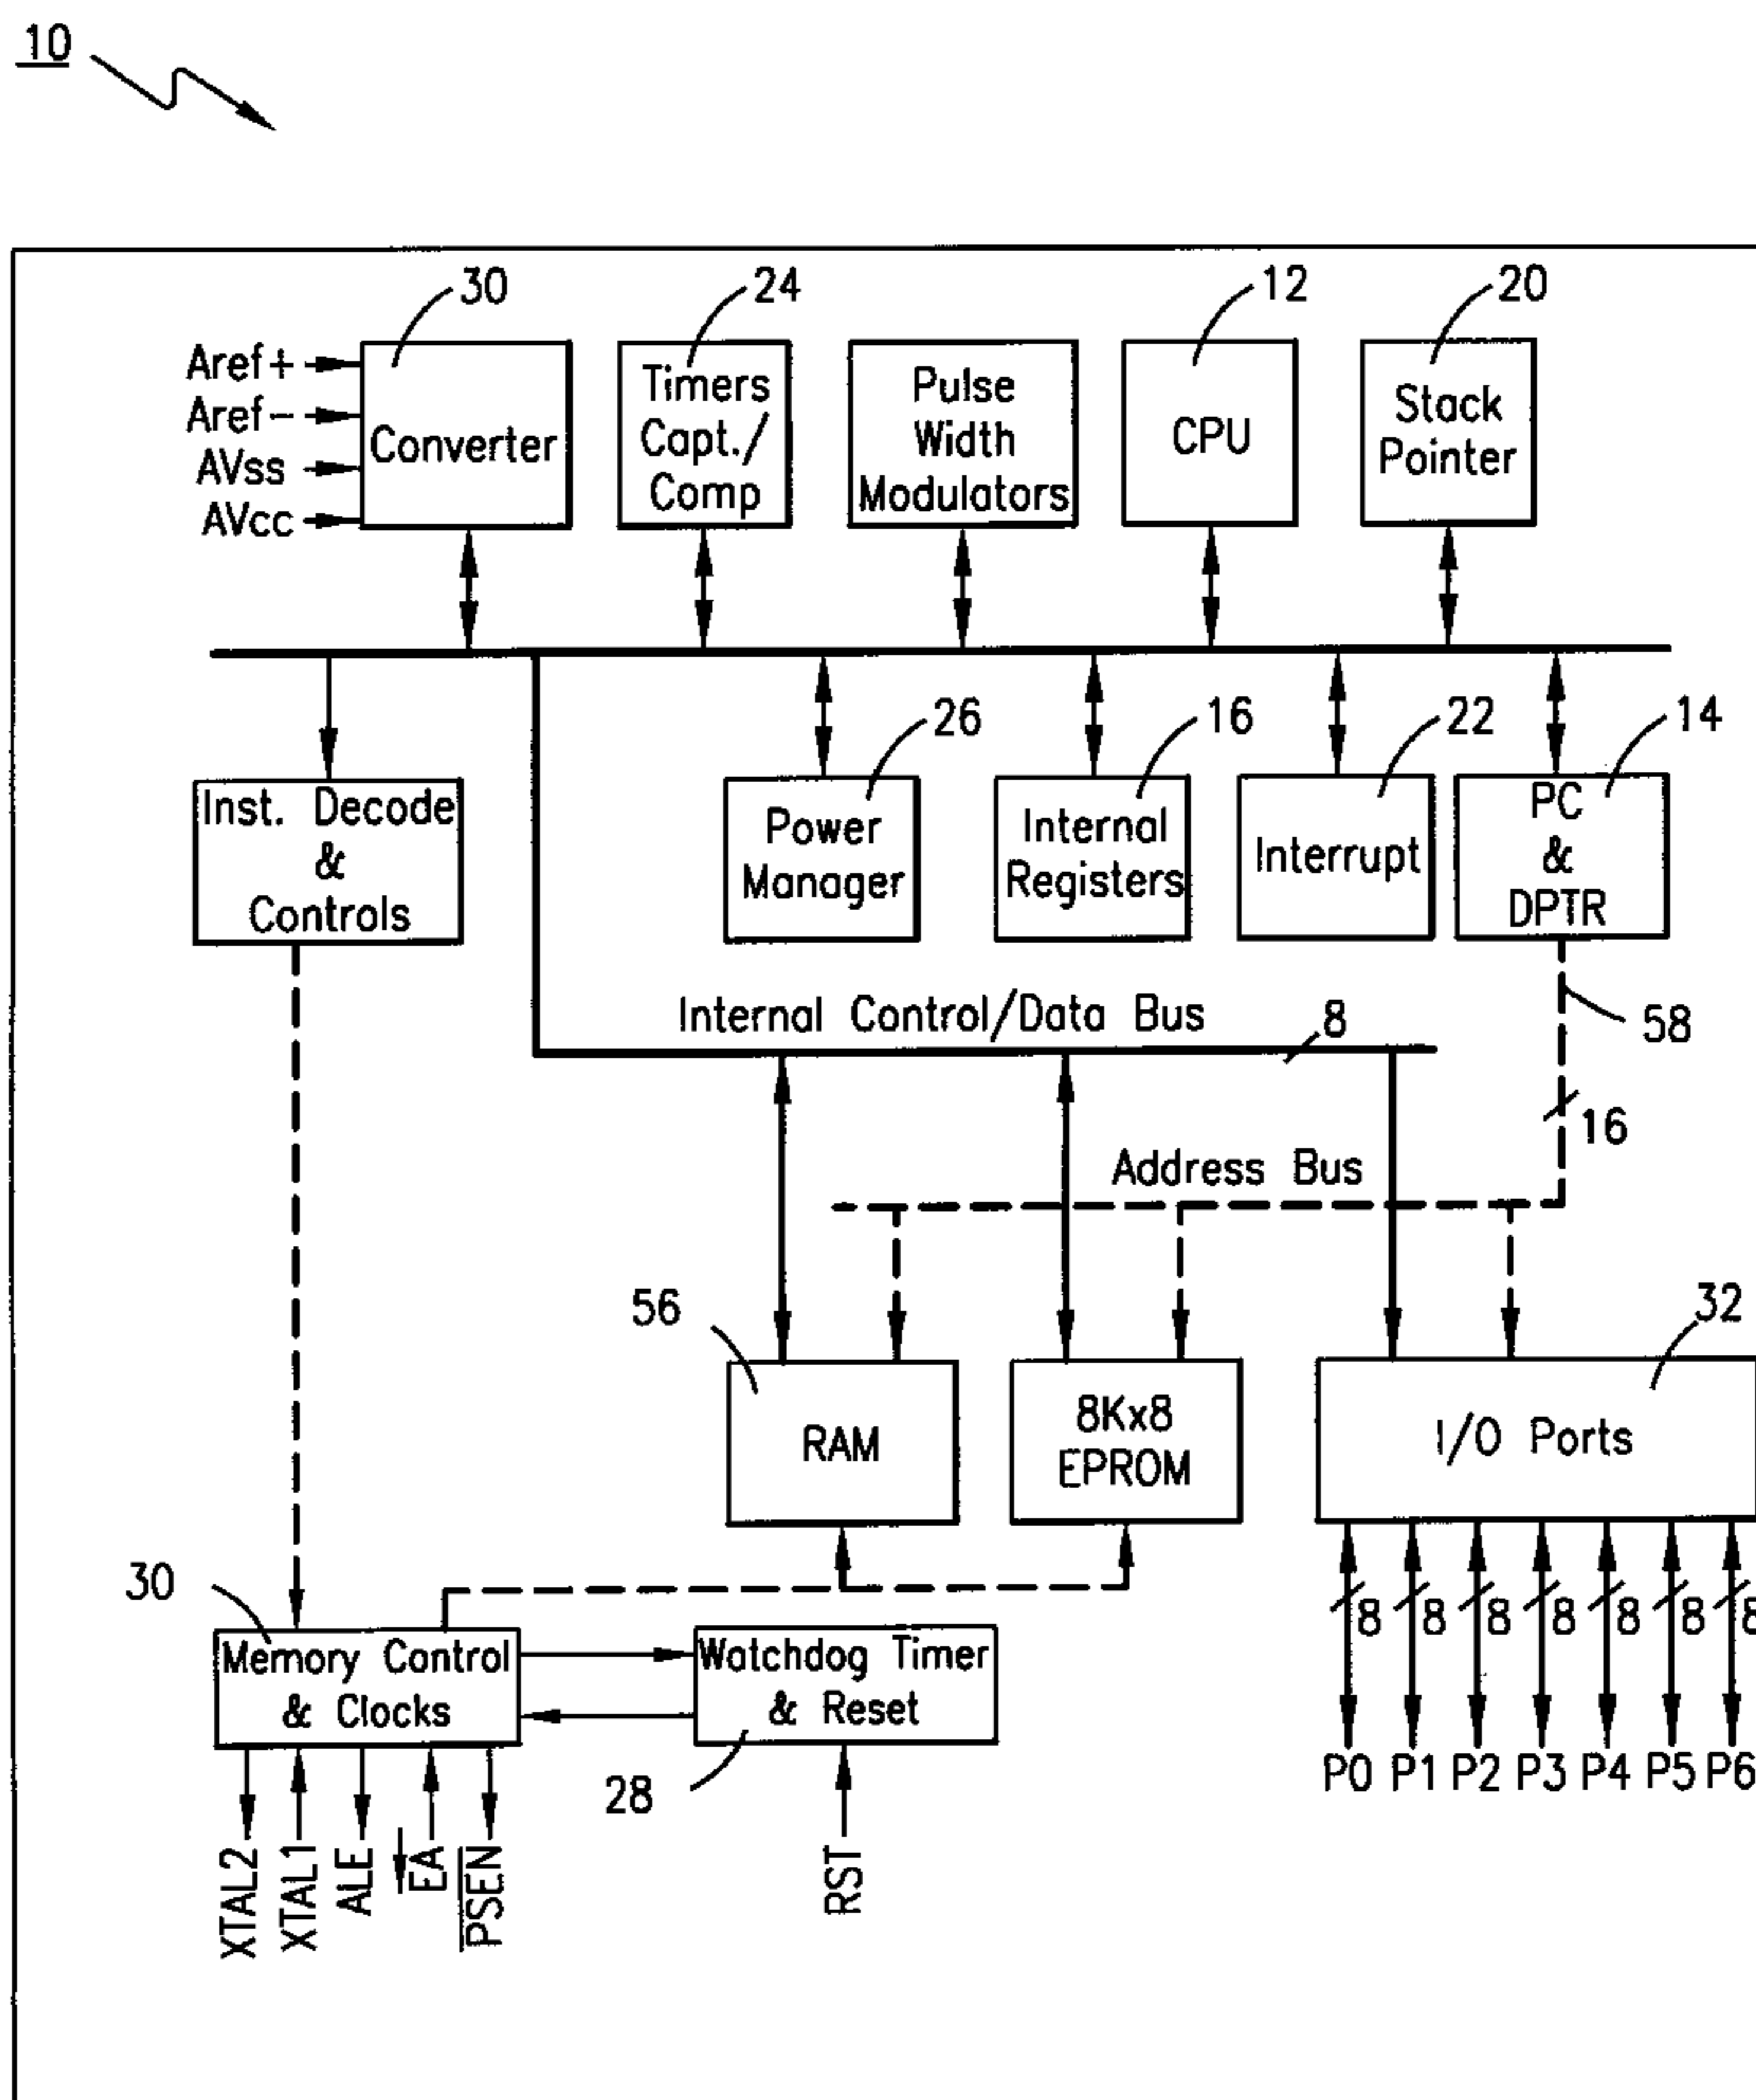 10
30
24
12
20
Aref+
Aref-
AVss
AVcc
Converter
Timers
Capt./
Comp
Pulse
Width
Modulators
CPU
Stack
Pointer
26
16
22
14
Inst. Decode
&
Controls
Power
Manager
Internal
Registers
Interrupt
PC
&
DPTR
Internal Control/Data Bus
8
58
16
Address Bus
56
32
RAM
8Kx8
EPROM
I/O Ports
30
8 8 8 8 8 8 8
Memory Control
& Clocks
Watchdog Timer
& Reset
28
P0 P1 P2 P3 P4 P5 P6
XTAL2
XTAL1
ALE
EA
PSEN
RST